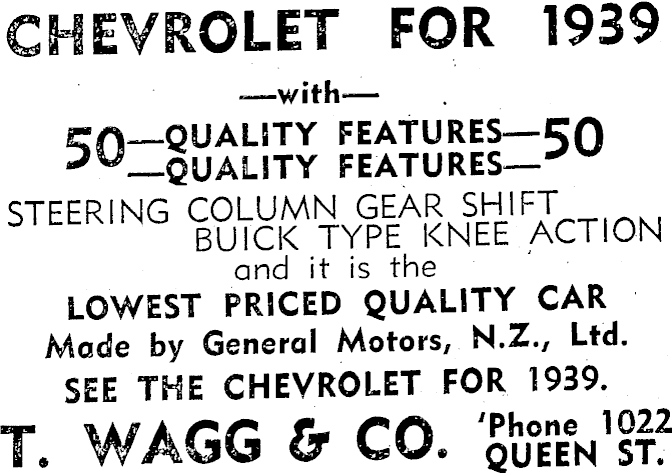 CHEVROLET FOR 1939
—with—
50—QUALITY FEATURES—50
—QUALITY FEATURES—
STEERING COLUMN GEAR SHIFT
BUICK TYPE KNEE ACTION
and it is the
LOWEST PRICED QUALITY CAR
Made by General Motors, N.Z., Ltd.
SEE THE CHEVROLET FOR 1939.
T. WAGG & CO. 'Phone 1022
QUEEN ST.